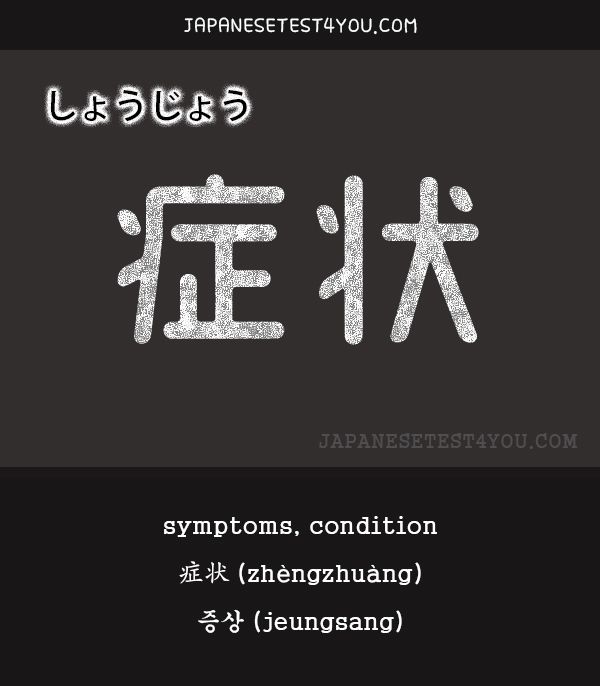 JAPANESETEST4YOU.COM
しょうじょう
症状
JAPANESETEST4YOU.COM
symptoms, condition
症状 (zhèngzhuàng)
증상 (jeungsang)